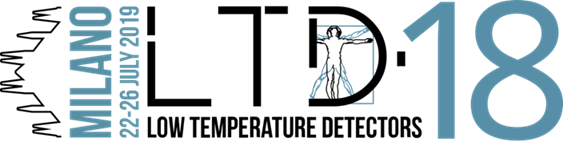 MILANO
22-26 JULY 2019
LTD-18
LOW TEMPERATURE DETECTORS